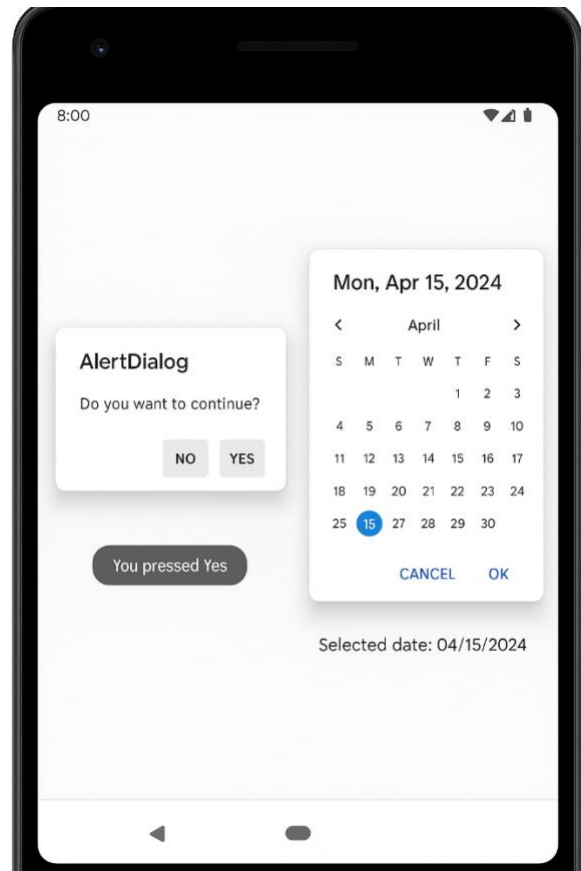 8:00
AlertDialog
Do you want to continue?
NO YES
You pressed Yes
Mon, Apr 15, 2024
April
S M T W T F S
1 2 3
4 5 6 7 8 9 10
11 12 13 14 15 16 17
18 19 20 21 22 23 24
25 15 27 28 29 30
CANCEL OK
Selected date: 04/15/2024